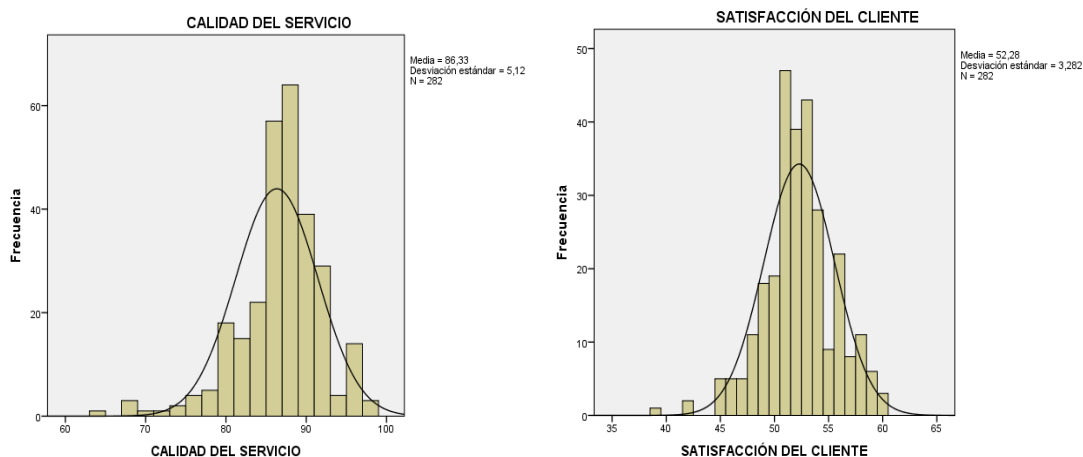 CALIDAD DEL SERVICIO
Media = 86,33
Desviación estándar = 5,12
N = 282
Frecuencia
60
40
20
0
60 70 80 90 100
CALIDAD DEL SERVICIO
SATISFACCIÓN DEL CLIENTE
Media = 52,28
Desviación estándar = 3,282
N = 282
Frecuencia
50
40
30
20
10
0
35 40 45 50 55 60 65
SATISFACCIÓN DEL CLIENTE